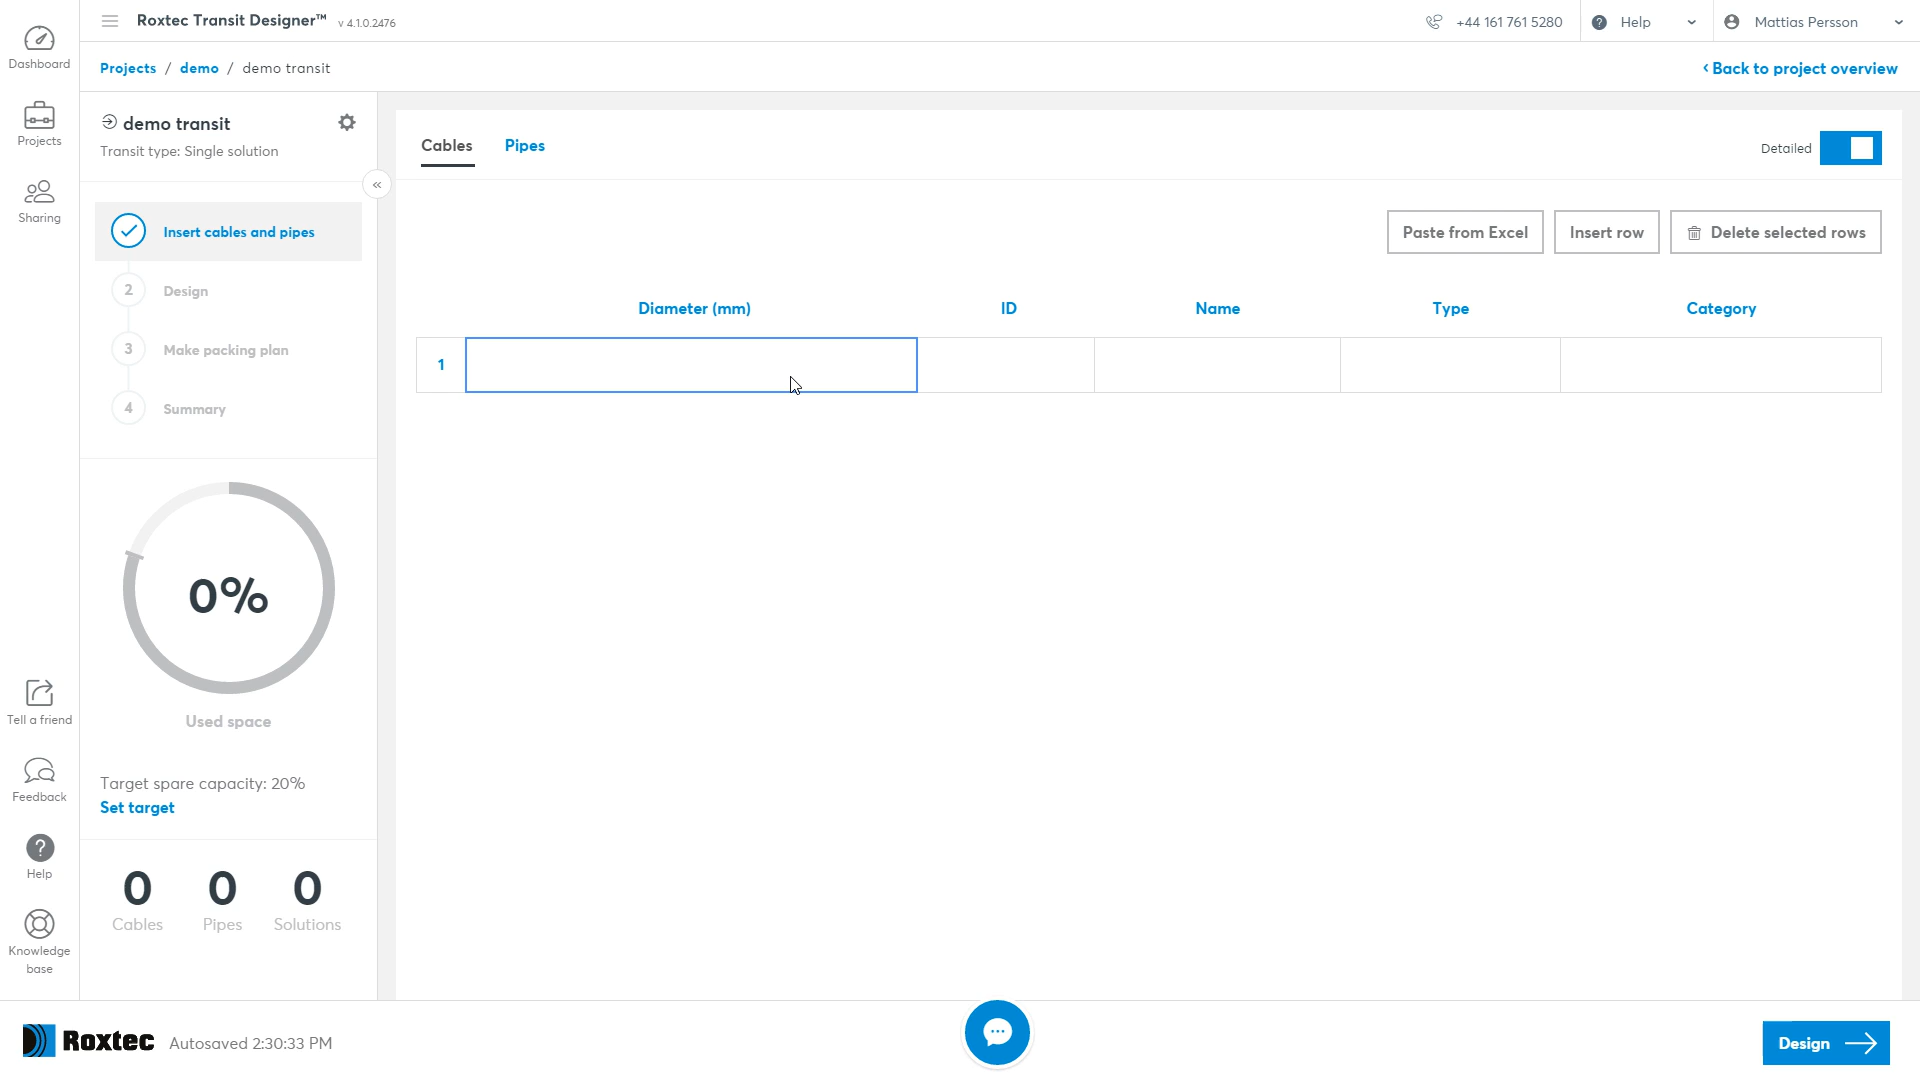 Roxtec Transit Designer™ v 4.1.0.2476
+44 161 761 5280
Help
Mattias Persson
Dashboard
Projects
Sharing
Tell a friend
Feedback
Help
Knowledge
base
Projects / demo / demo transit
‹ Back to project overview
demo transit
Transit type: Single solution
«
Insert cables and pipes
2 Design
3 Make packing plan
4 Summary
0%
Used space
Target spare capacity: 20%
Set target
0 0 0
Cables Pipes Solutions
Cables Pipes
Detailed
Paste from Excel Insert row Delete selected rows
Diameter (mm) ID Name Type Category
1
Roxtec Autosaved 2:30:33 PM
Design